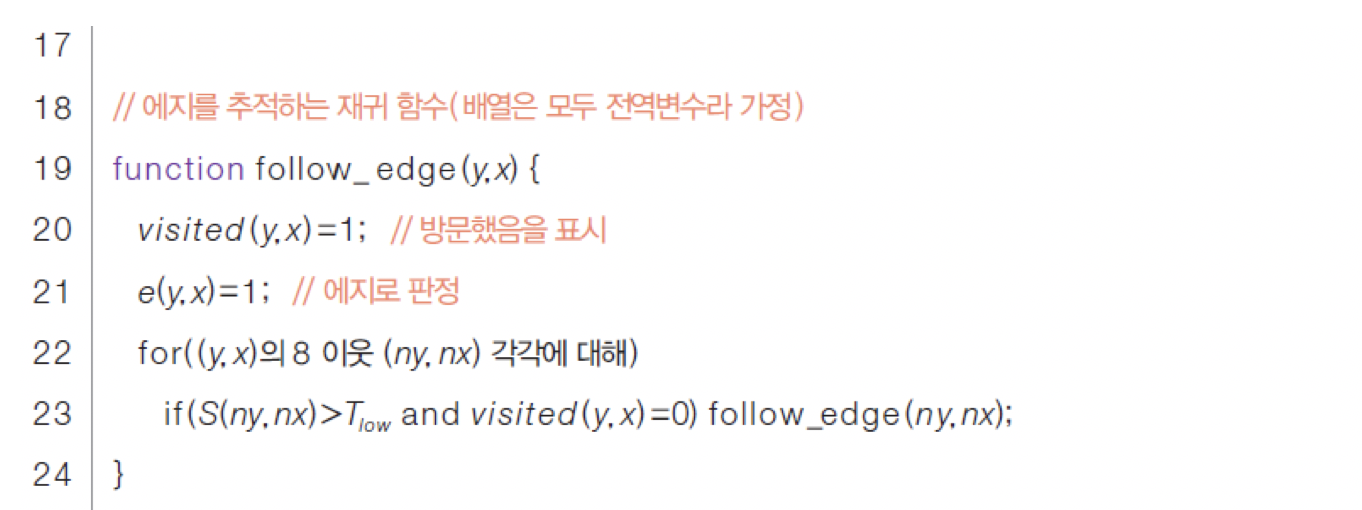 17
18 // 에지를 추적하는 재귀 함수(배열은 모두 전역변수라 가정)
19 function follow_edge(y,x) {
20 visited(y,x)=1; // 방문했음을 표시
21 e(y,x)=1; // 에지로 판정
22 for((y,x)의 8 이웃 (ny,nx) 각각에 대해)
23 if(S(ny,nx)>Tlow and visited(y,x)=0) follow_edge(ny,nx);
24 }